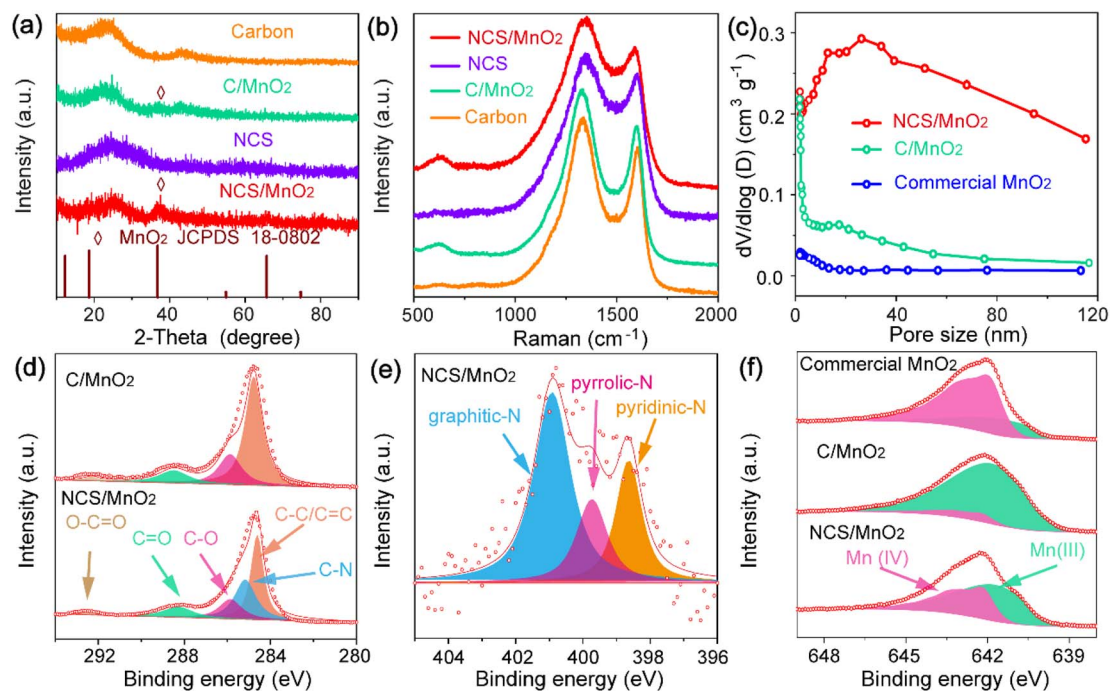 (a)
Carbon
C/MnO₂
◊
NCS
◊
NCS/MnO₂
◊ MnO₂ JCPDS 18-0802
20 40 60 80
2-Theta (degree)
Intensity (a.u.)
(b)
NCS/MnO₂
NCS
C/MnO₂
Carbon
500 1000 1500 2000
Raman (cm⁻¹)
Intensity (a.u.)
(c)
0.3
0.2
0.1
0.0
NCS/MnO₂
C/MnO₂
Commercial MnO₂
0 40 80 120
Pore size (nm)
dV/dlog (D) (cm³ g⁻¹)
(d)
C/MnO₂
NCS/MnO₂
O-C=O
C=O
C-O
C-C/C=C
C-N
292 288 284 280
Binding energy (eV)
Intensity (a.u.)
(e)
NCS/MnO₂
pyrrolic-N
graphitic-N
pyridinic-N
404 402 400 398 396
Binding energy (eV)
Intensity (a.u.)
(f)
Commercial MnO₂
C/MnO₂
NCS/MnO₂
Mn (IV)
Mn(III)
648 645 642 639
Binding energy (eV)
Intensity (a.u.)